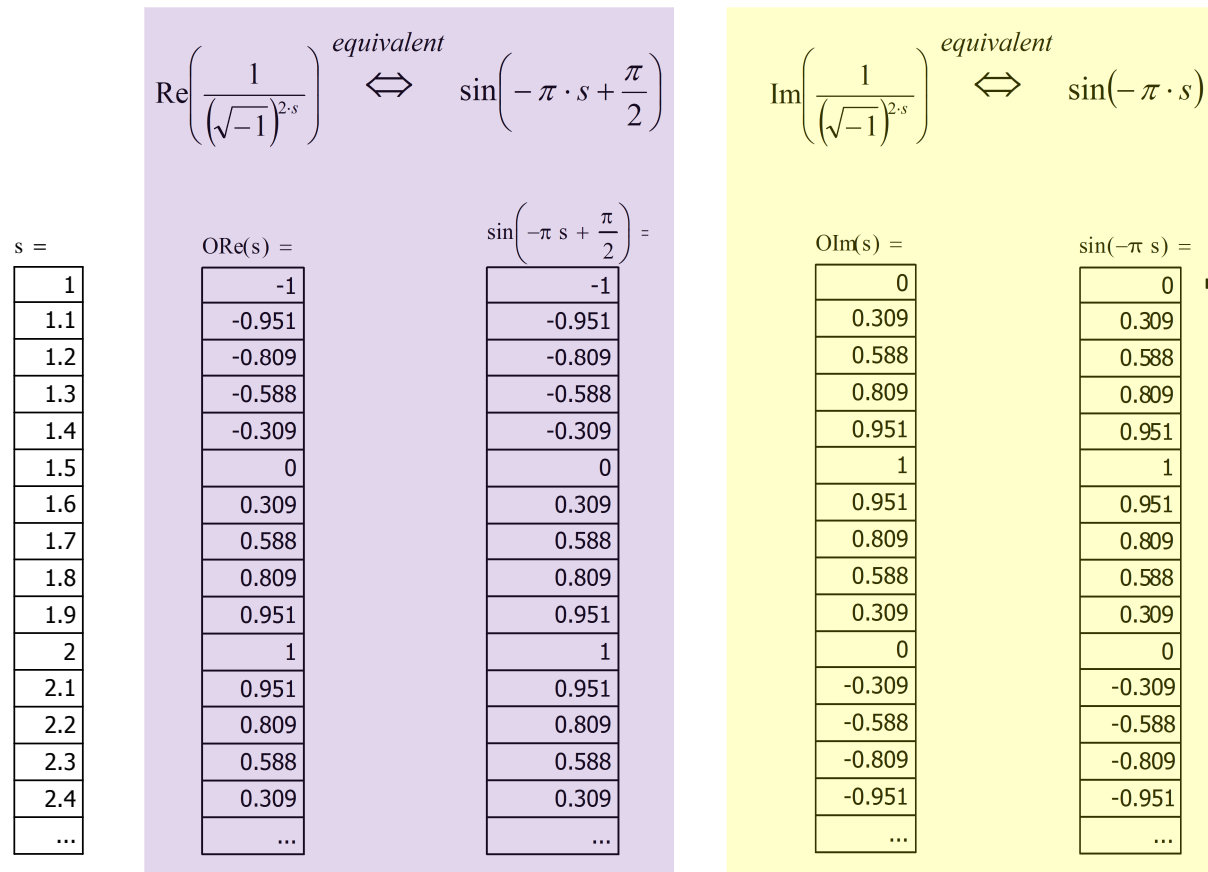 equivalent equivalent
Re(1/(√−1)^{2·s}) ⇔ sin(−π·s + π/2) Im(1/(√−1)^{2·s}) ⇔ sin(−π·s)
s = ORe(s) = sin(−π s + π/2) = OIm(s) = sin(−π s) =
1 -1 -1 0 0
1.1 -0.951 -0.951 0.309 0.309
1.2 -0.809 -0.809 0.588 0.588
1.3 -0.588 -0.588 0.809 0.809
1.4 -0.309 -0.309 0.951 0.951
1.5 0 0 1 1
1.6 0.309 0.309 0.951 0.951
1.7 0.588 0.588 0.809 0.809
1.8 0.809 0.809 0.588 0.588
1.9 0.951 0.951 0.309 0.309
2 1 1 0 0
2.1 0.951 0.951 -0.309 -0.309
2.2 0.809 0.809 -0.588 -0.588
2.3 0.588 0.588 -0.809 -0.809
2.4 0.309 0.309 -0.951 -0.951
... ... ... ... ...